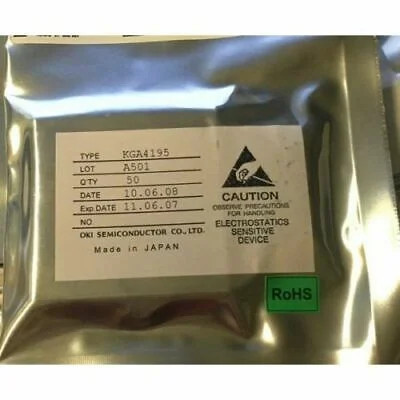 TYPE KGA4195
LOT A501
Q'TY 50
DATE 10.06.08
Exp.DATE 11.06.07
NO
OKI SEMICONDUCTOR CO., LTD.
Made in JAPAN
CAUTION
OBSERVE PRECAUTIONS
FOR HANDLING
ELECTROSTATICS
SENSITIVE
DEVICE
RoHS